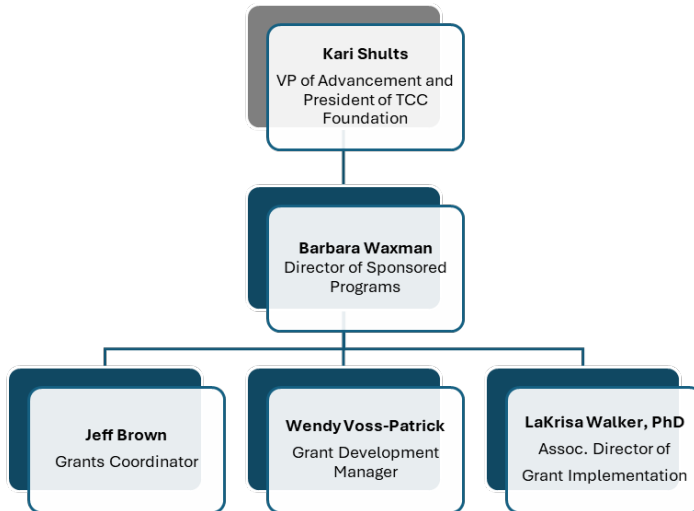 Kari Shults
VP of Advancement and
President of TCC
Foundation
Barbara Waxman
Director of Sponsored
Programs
Jeff Brown
Grants Coordinator
Wendy Voss-Patrick
Grant Development
Manager
LaKrisa Walker, PhD
Assoc. Director of
Grant Implementation